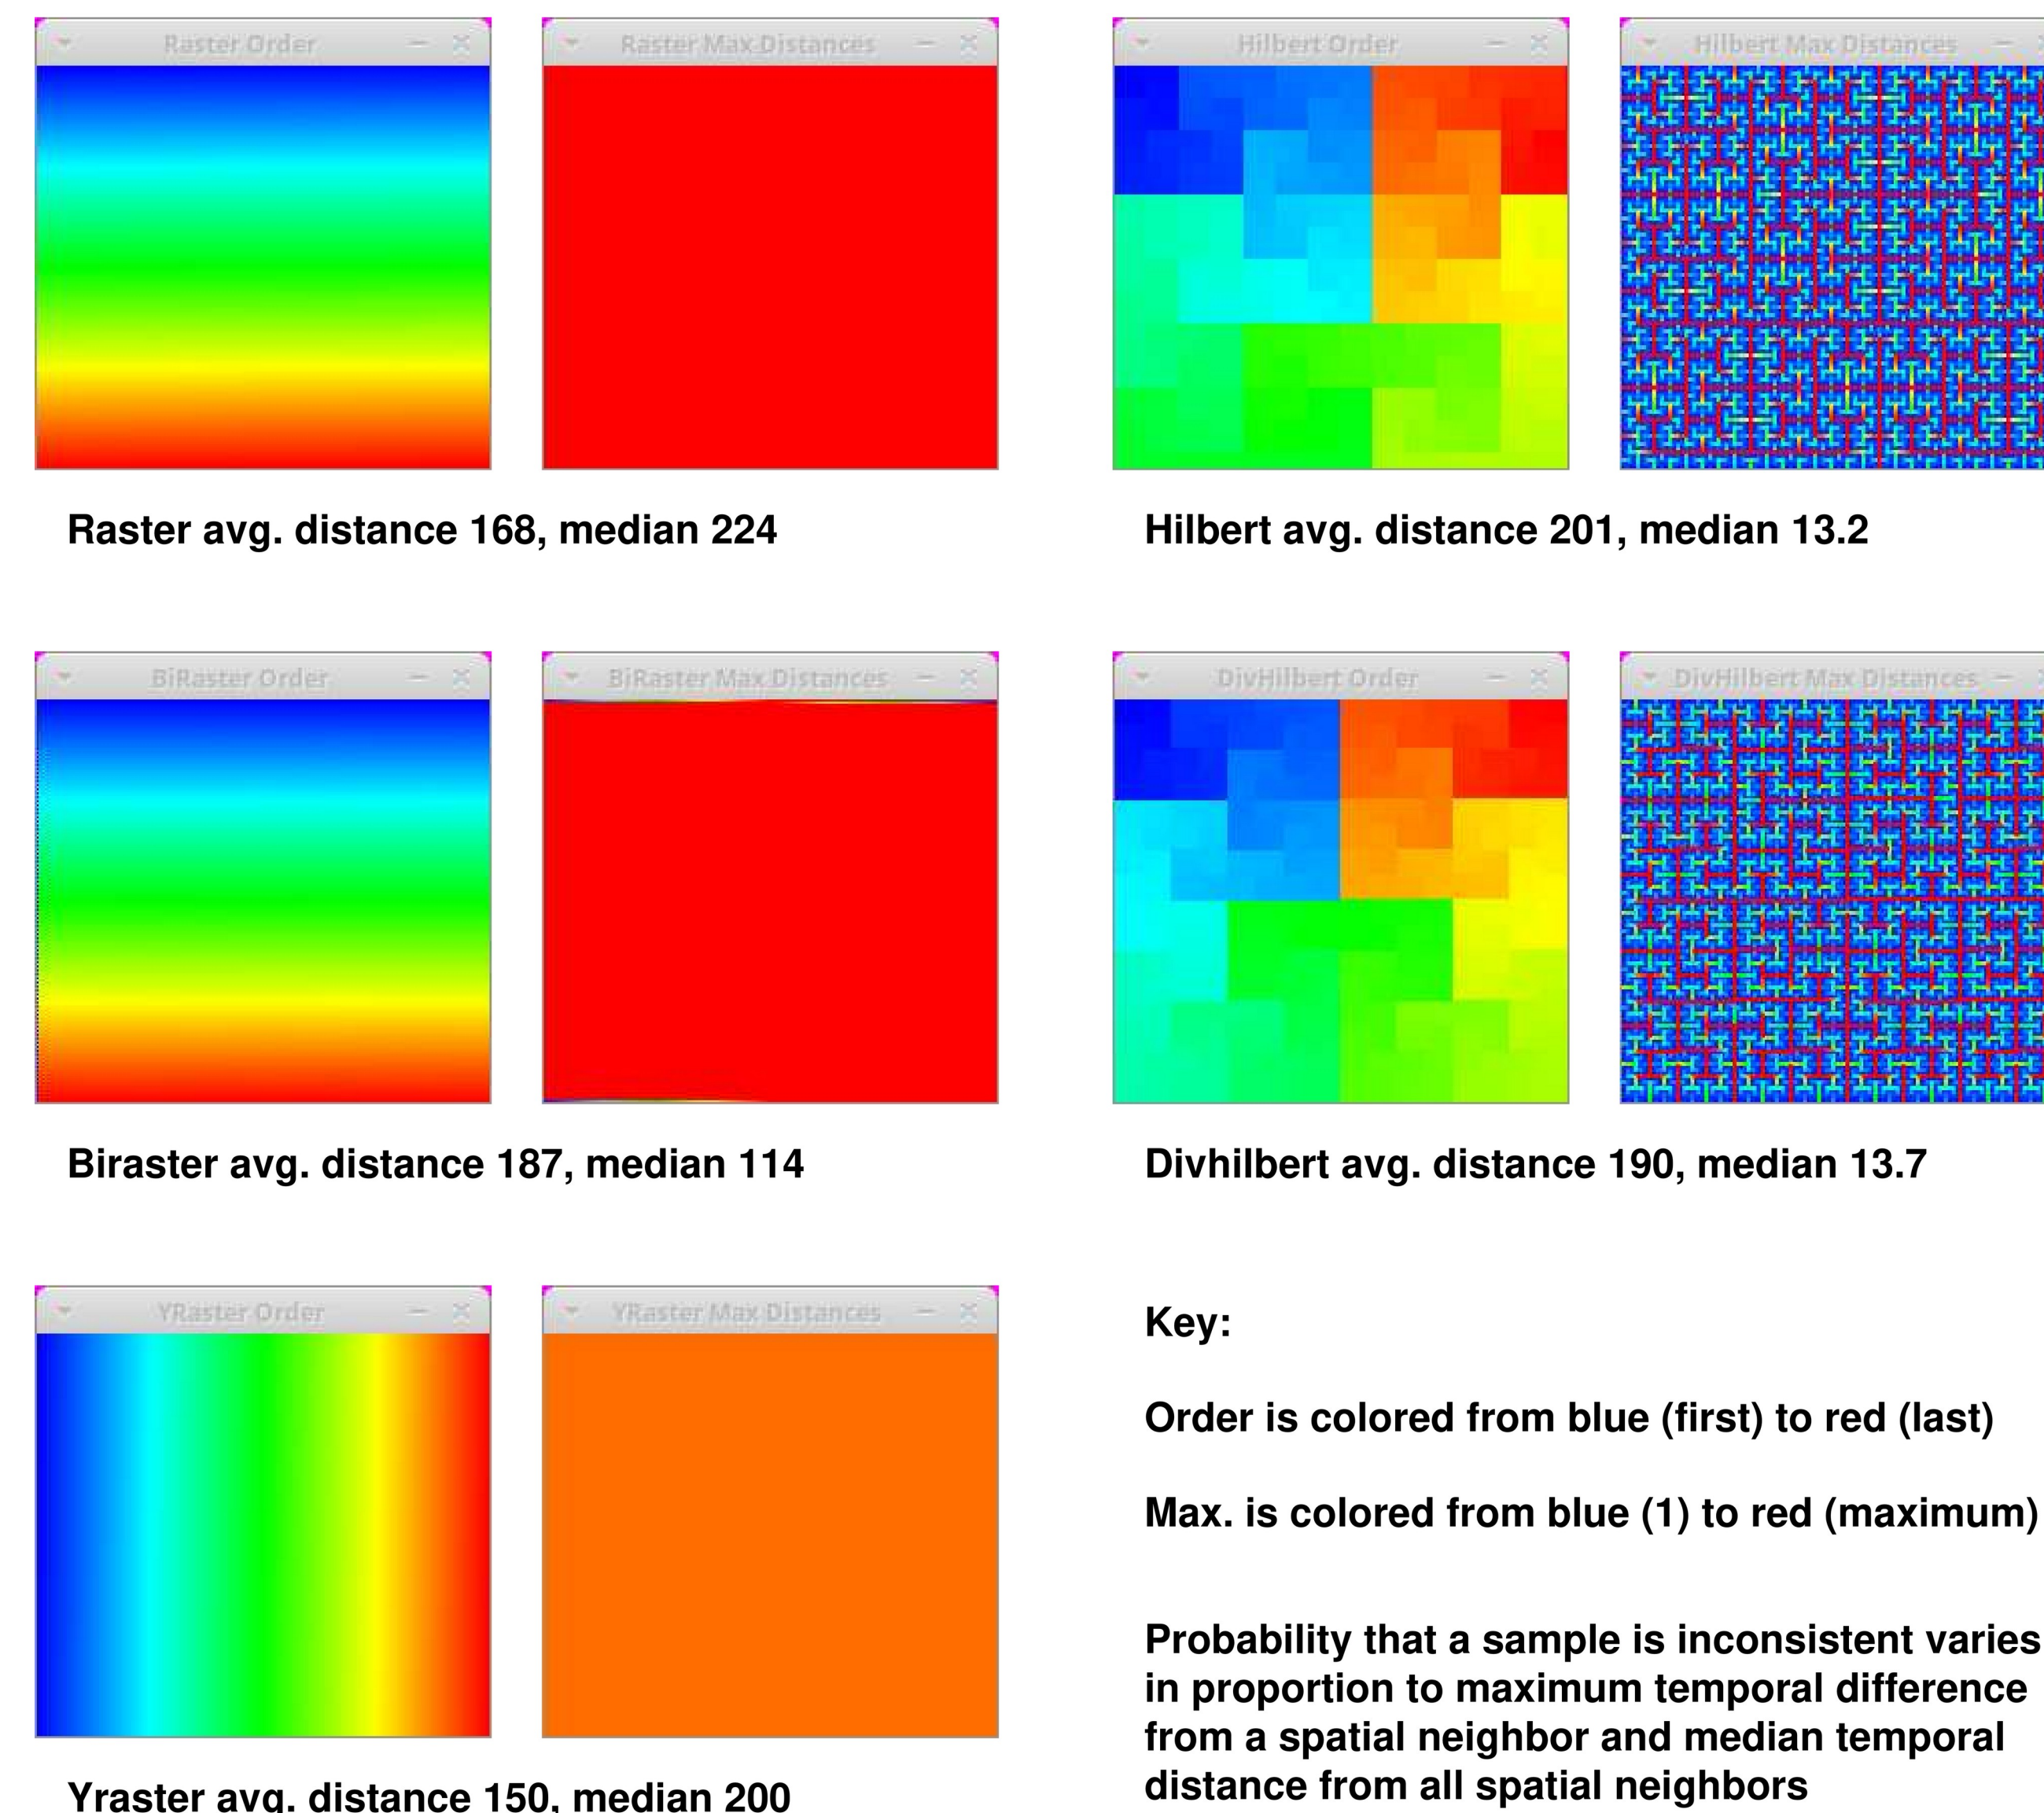 Raster Order
Raster Max Distances
Hilbert Order
Hilbert Max Distances
Raster avg. distance 168, median 224
Hilbert avg. distance 201, median 13.2
BiRaster Order
BiRaster Max Distances
DivHilbert Order
DivHilbert Max Distances
Biraster avg. distance 187, median 114
Divhilbert avg. distance 190, median 13.7
YRaster Order
YRaster Max Distances
Yraster avg. distance 150, median 200
Key:
Order is colored from blue (first) to red (last)
Max. is colored from blue (1) to red (maximum)
Probability that a sample is inconsistent varies
in proportion to maximum temporal difference
from a spatial neighbor and median temporal
distance from all spatial neighbors